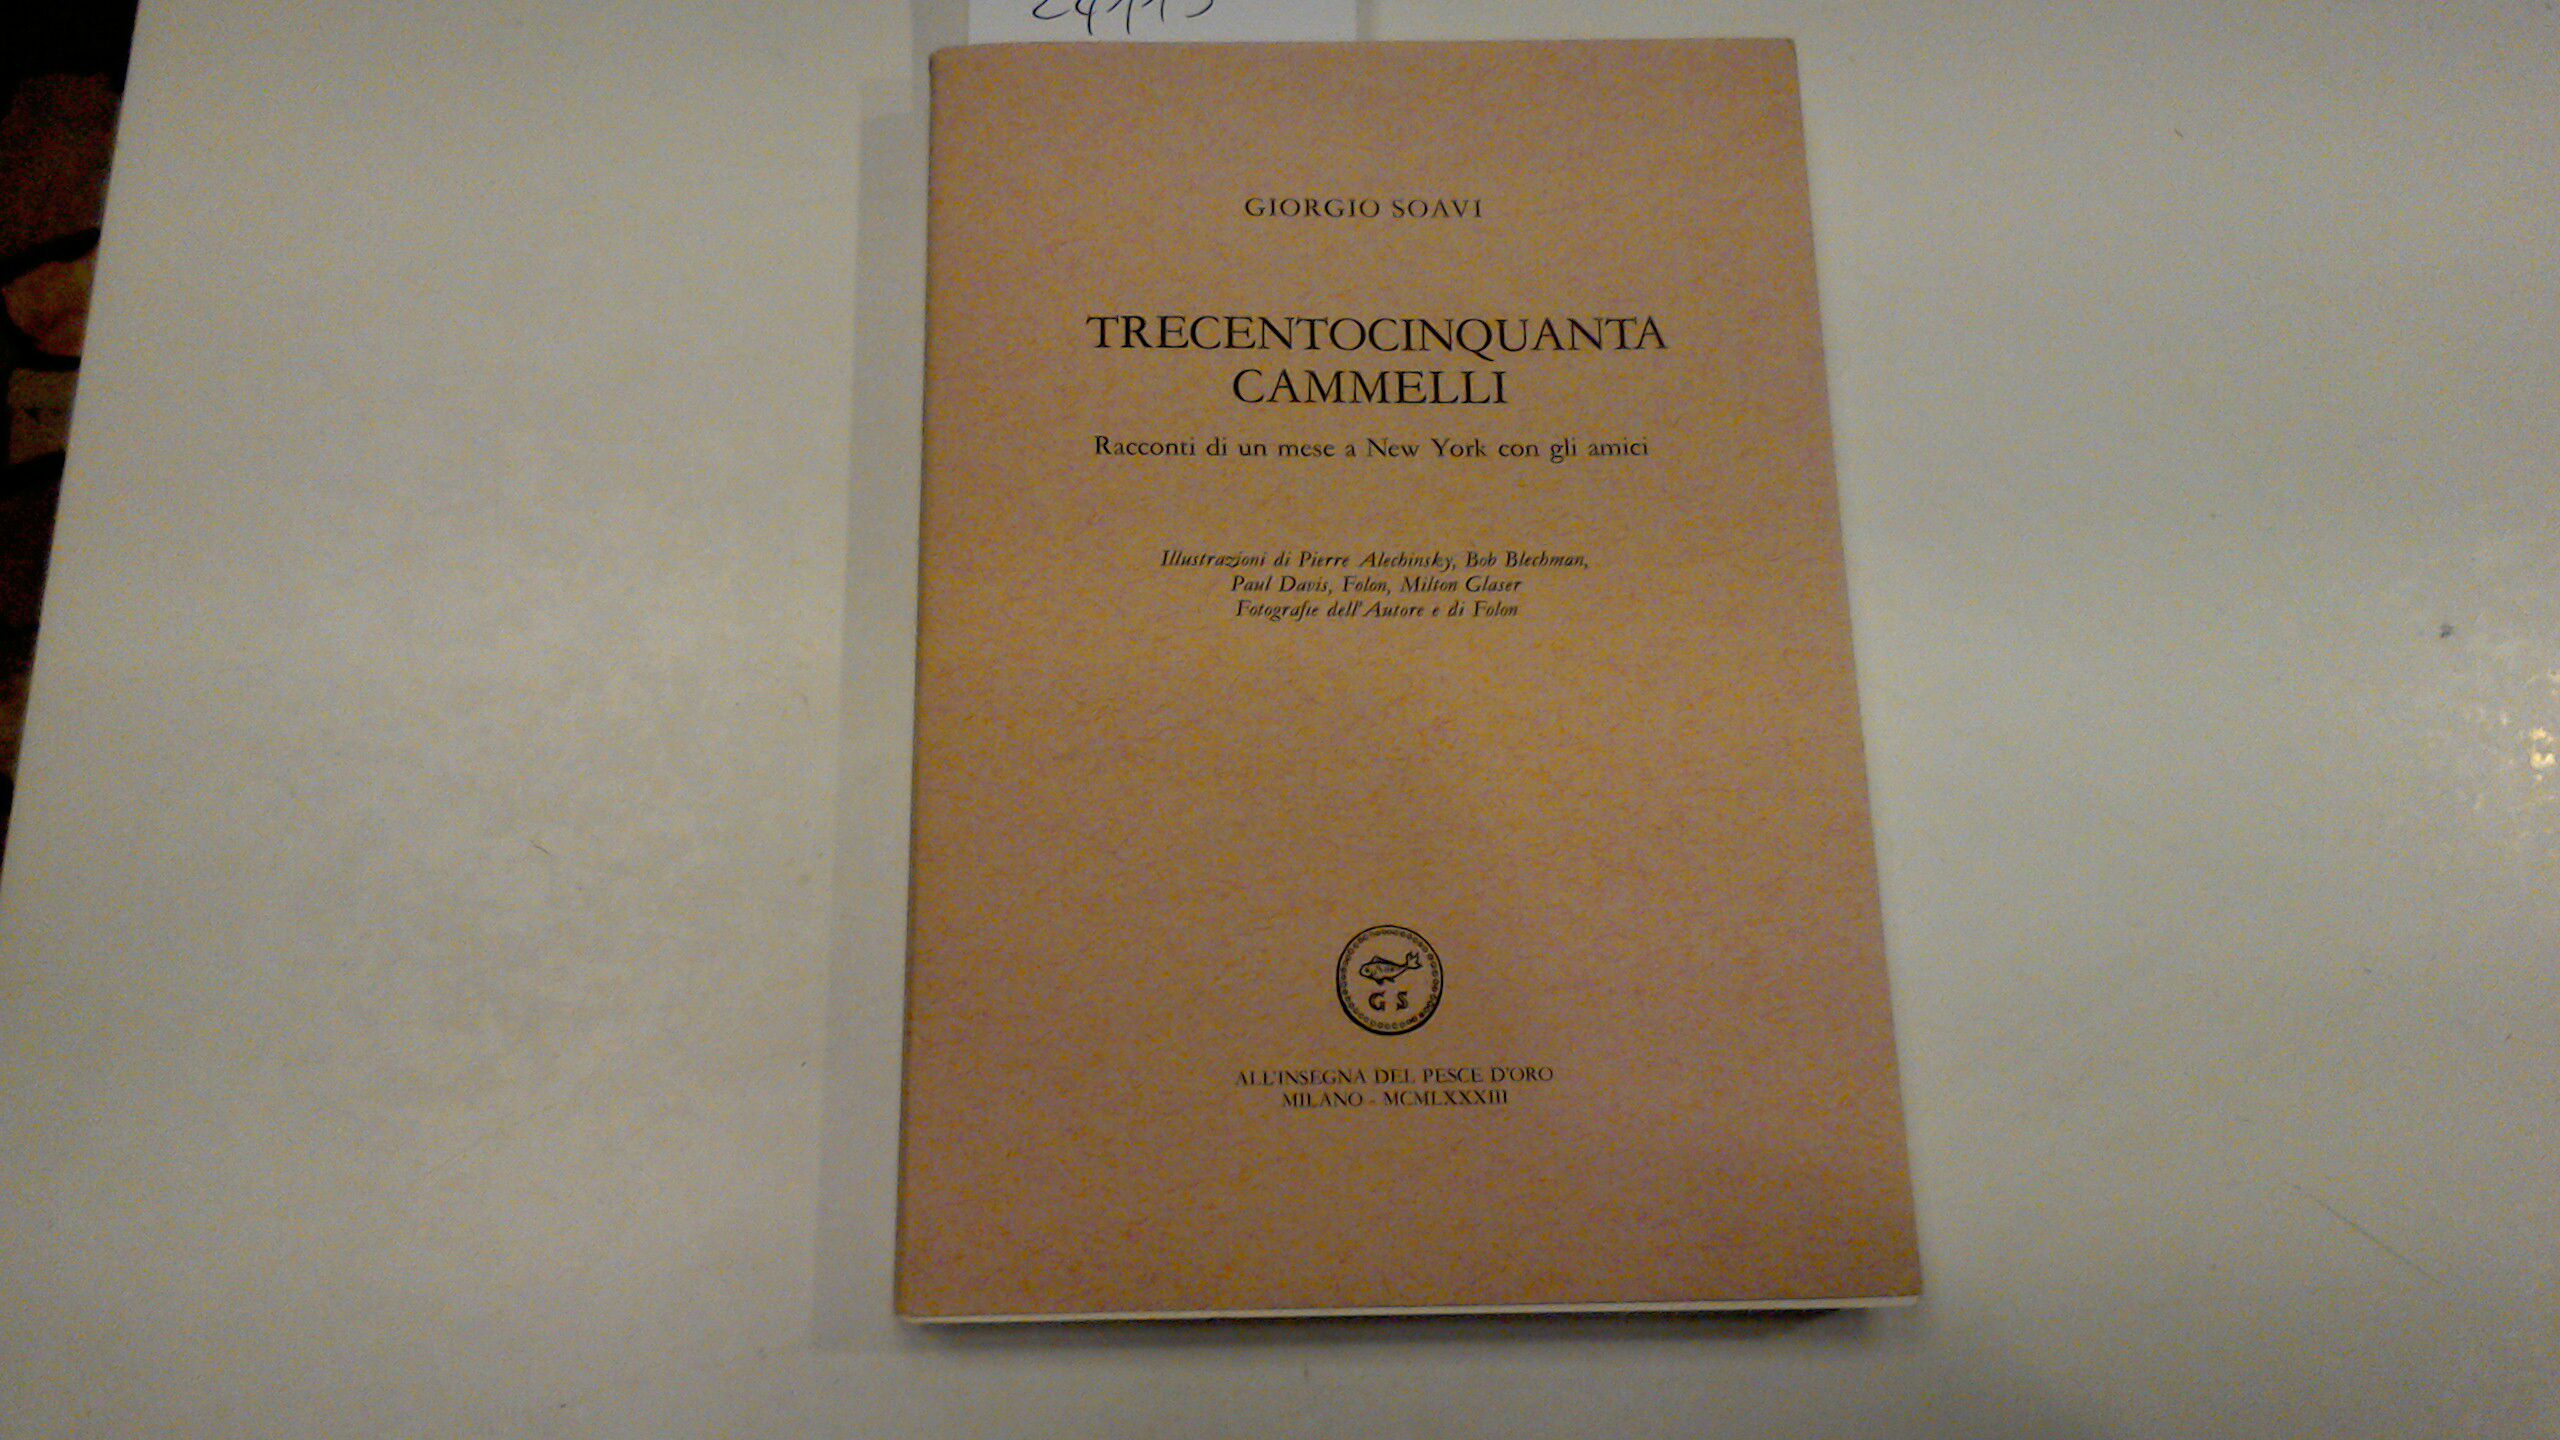 GIORGIO SOAVI
TRECENTOCINQUANTA
CAMMELLI
Racconti di un mese a New York con gli amici
Illustrazioni di Pierre Alechinsky, Bob Blechman,
Paul Davis, Folon, Milton Glaser
Fotografie dell'Autore e di Folon
G S
ALL'INSEGNA DEL PESCE D'ORO
MILANO - MCMLXXXIII